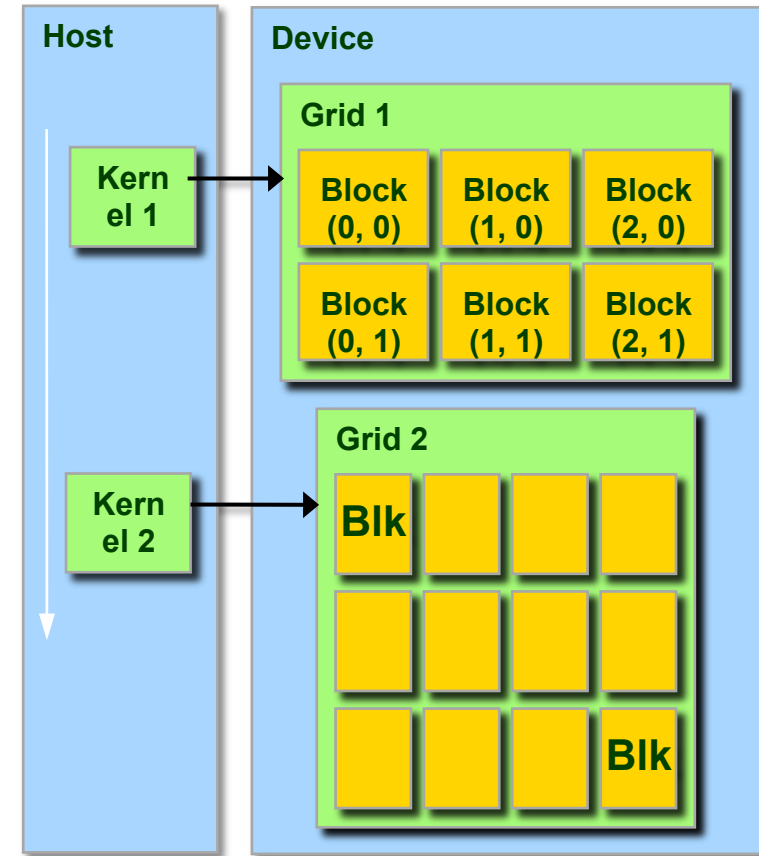 Host
Device
Grid 1
Kern
el 1
Block
(0, 0)
Block
(1, 0)
Block
(2, 0)
Block
(0, 1)
Block
(1, 1)
Block
(2, 1)
Grid 2
Kern
el 2
Blk
Blk